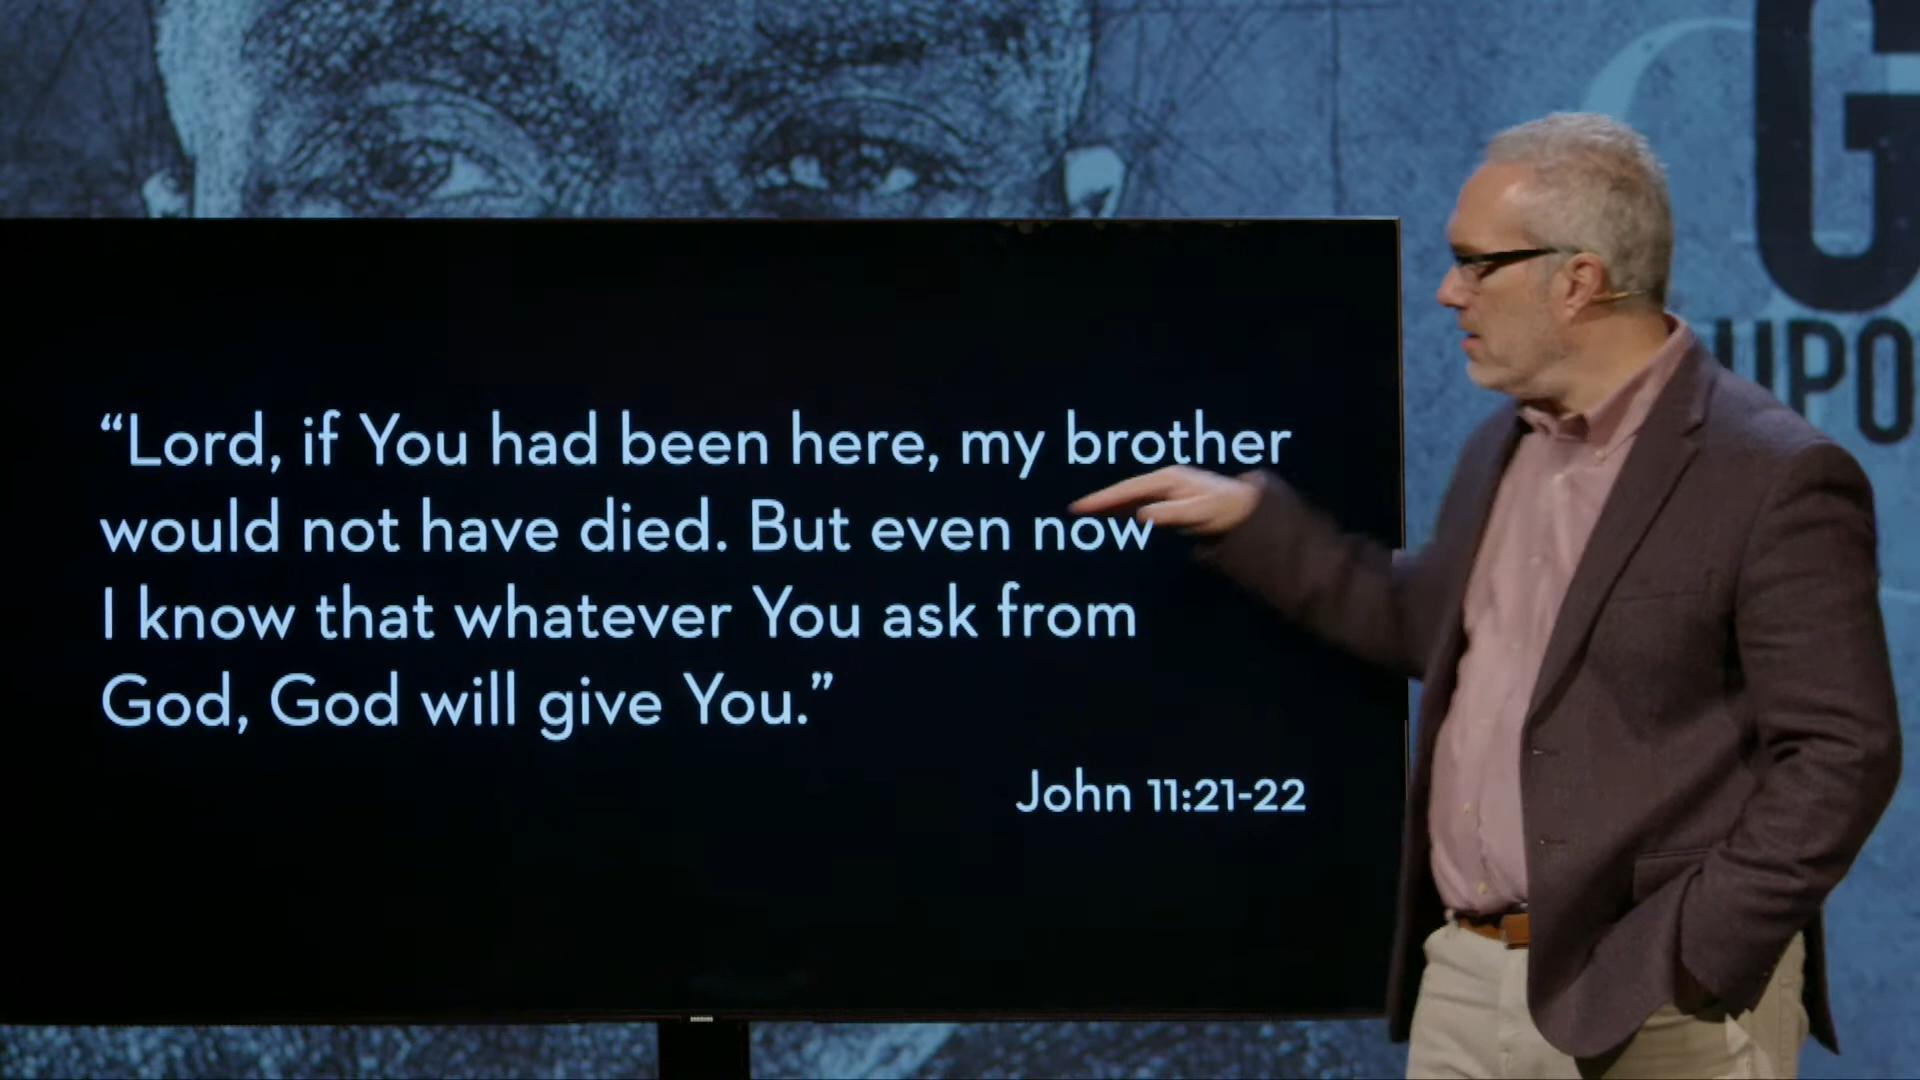 "Lord, if You had been here, my brother
would not have died. But even now
I know that whatever You ask from
God, God will give You."
John 11:21-22
G
UPO